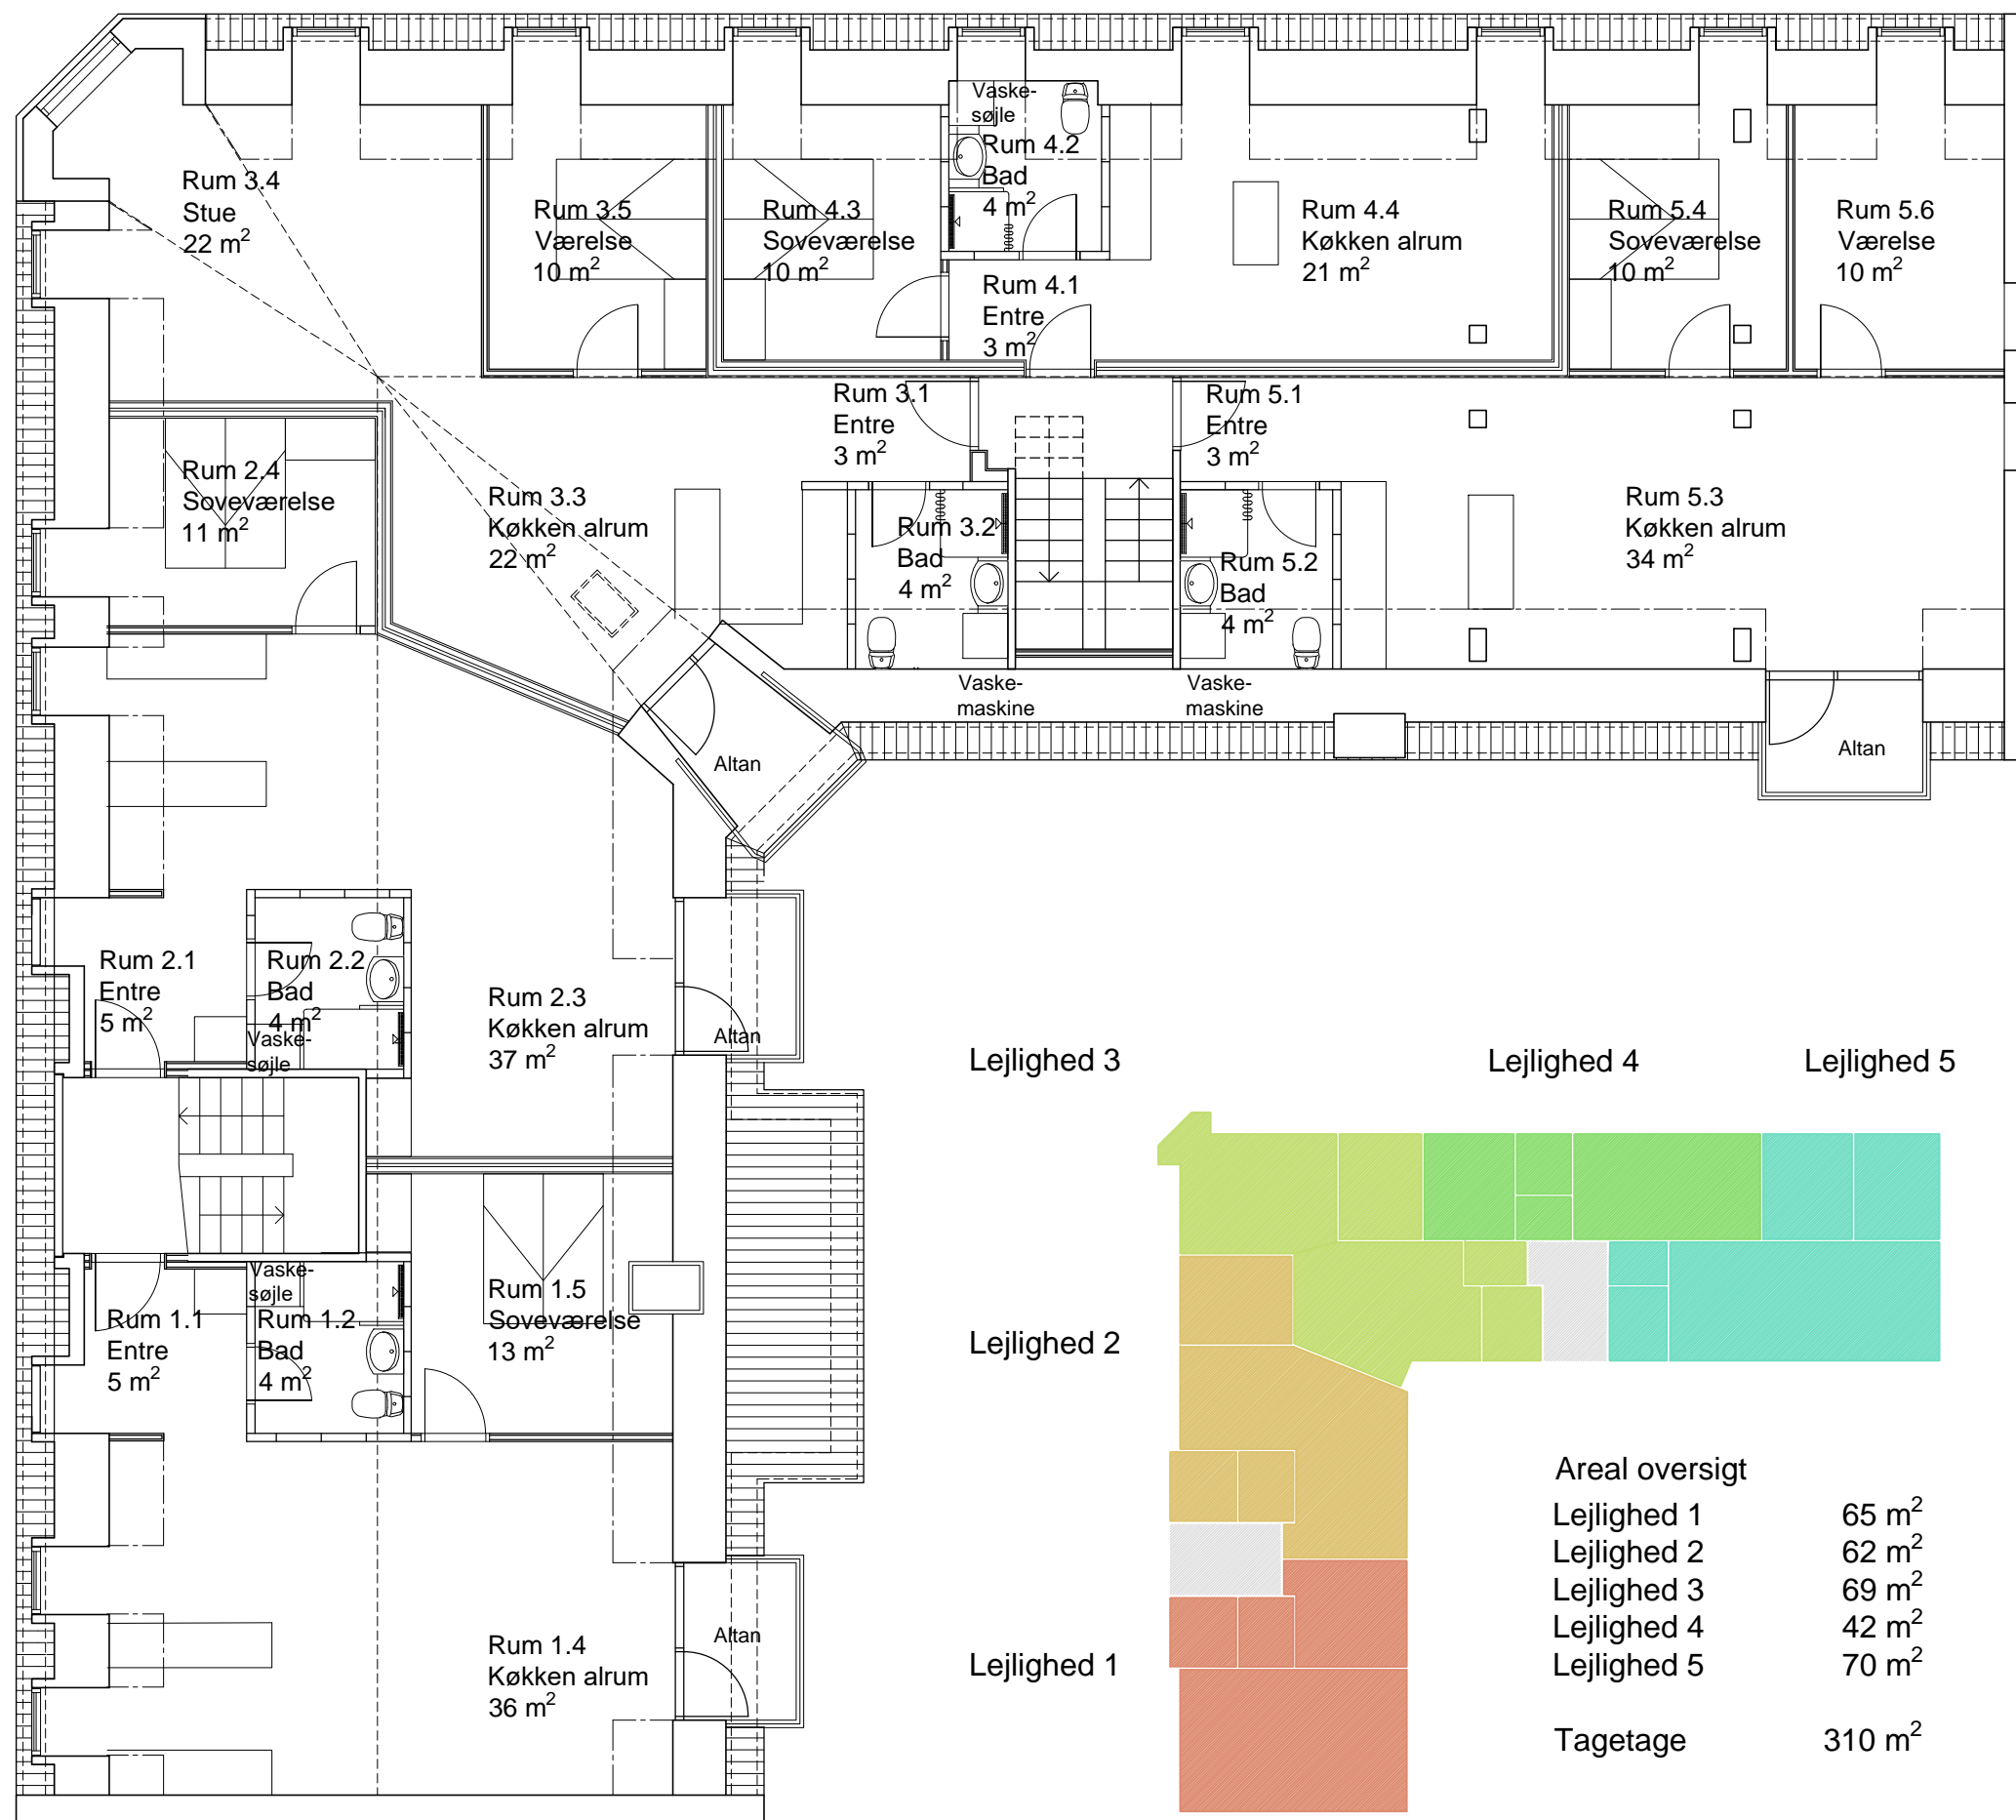 Vaske-
søjle
Rum 4.2
Bad
4 m²
Rum 3.4
Stue
22 m²
Rum 3.5
Værelse
10 m²
Rum 4.3
Soveværelse
10 m²
Rum 4.4
Køkken alrum
21 m²
Rum 5.4
Soveværelse
10 m²
Rum 5.6
Værelse
10 m²
Rum 4.1
Entre
3 m²
Rum 3.1
Entre
3 m²
Rum 5.1
Entre
3 m²
Rum 2.4
Soveværelse
11 m²
Rum 3.3
Køkken alrum
22 m²
Rum 3.2
Bad
4 m²
Rum 5.2
Bad
4 m²
Rum 5.3
Køkken alrum
34 m²
Vaske-
maskine
Vaske-
maskine
Altan
Altan
Rum 2.1
Entre
5 m²
Rum 2.2
Bad
4 m²
Vaske-
søjle
Rum 2.3
Køkken alrum
37 m²
Altan
Vaske-
søjle
Rum 1.1
Entre
5 m²
Rum 1.2
Bad
4 m²
Rum 1.5
Soveværelse
13 m²
Rum 1.4
Køkken alrum
36 m²
Altan
Lejlighed 3
Lejlighed 4
Lejlighed 5
Lejlighed 2
Lejlighed 1
Areal oversigt
Lejlighed 1 65 m²
Lejlighed 2 62 m²
Lejlighed 3 69 m²
Lejlighed 4 42 m²
Lejlighed 5 70 m²
Tagetage 310 m²